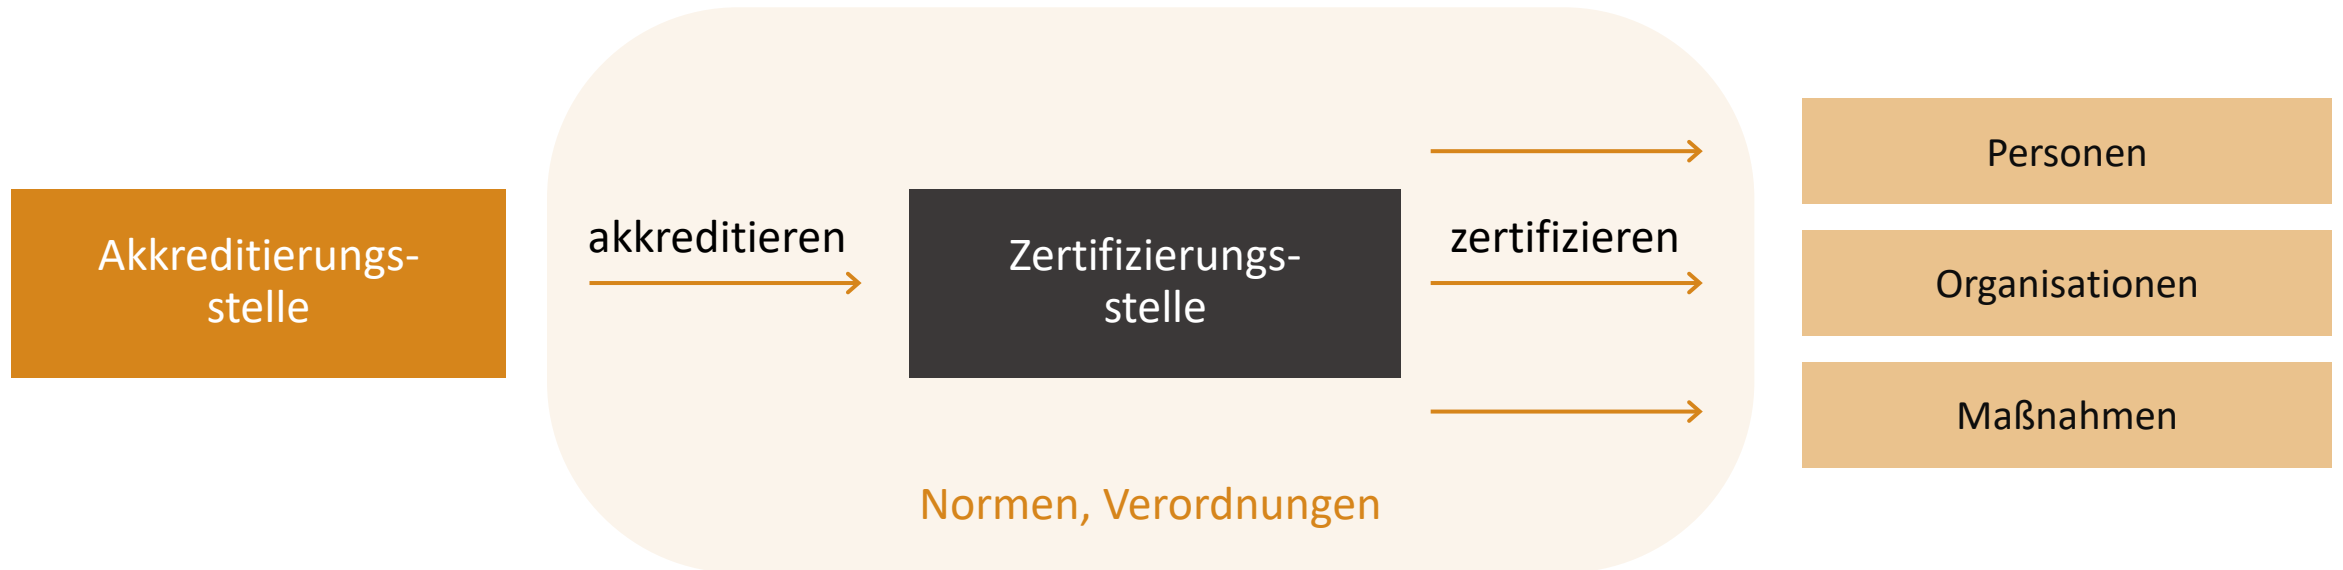 Akkreditierungs-
stelle
akkreditieren
Zertifizierungs-
stelle
zertifizieren
Personen
Organisationen
Maßnahmen
Normen, Verordnungen